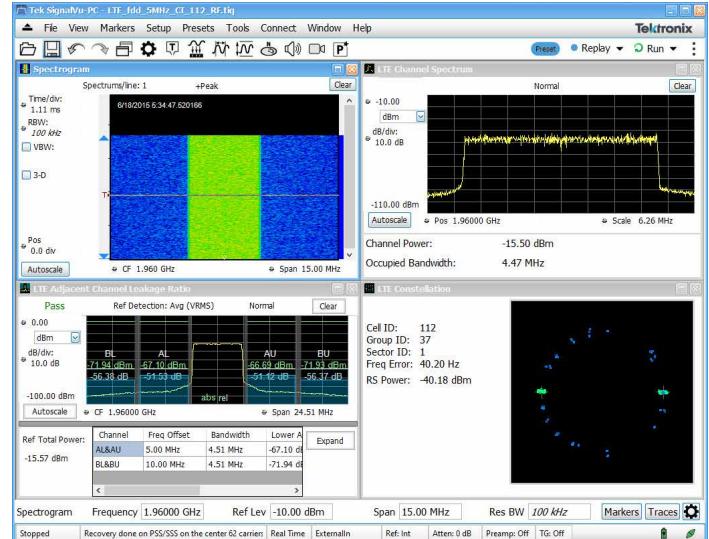 Tek SignalVu-PC - LTE_fdd_5MHz_CI_112_RF.tiq
File View Run Replay Markers Setup Presets Tools Connect Window Help
Tektronix
Preset Replay Run
Spectrogram
Spectrums/line: 1 +Peak Clear
Time/div:
1.11 ms
RBW:
100 kHz
VBW:
3-D
Pos
0.0 div
Autoscale
6/18/2015 5:34:47.520166
T
CF 1.960 GHz Span 15.00 MHz
LTE Channel Spectrum
Normal Clear
-10.00
dBm
dB/div:
10.0 dB
-110.00 dBm
Autoscale Pos 1.96000 GHz Scale 6.26 MHz
Channel Power: -15.50 dBm
Occupied Bandwidth: 4.47 MHz
LTE Adjacent Channel Leakage Ratio
Pass Ref Detection: Avg (VRMS) Normal Clear
0.00
dBm
dB/div:
10.0 dB
-100.00 dBm
BL AL AU BU
-71.94 dBm -67.10 dBm -66.69 dBm -71.93 dBm
-56.38 dB -51.53 dB -51.12 dB -56.37 dB
abs rel
Autoscale CF 1.96000 GHz Span 24.51 MHz
Ref Total Power:
-15.57 dBm
Channel Freq Offset Bandwidth Lower A
AL&AU 5.00 MHz 4.51 MHz -67.10 dB
BL&BU 10.00 MHz 4.51 MHz -71.94 dB
Expand
LTE Constellation
Cell ID: 112
Group ID: 37
Sector ID: 1
Freq Error: 40.20 Hz
RS Power: -40.18 dBm
Spectrogram Frequency 1.96000 GHz Ref Lev -10.00 dBm Span 15.00 MHz Res BW 100 kHz Markers Traces
Stopped Recovery done on PSS/SSS on the center 62 carriers Real Time ExternalIn Ref: Int Atten: 0 dB Preamp: Off TG: Off